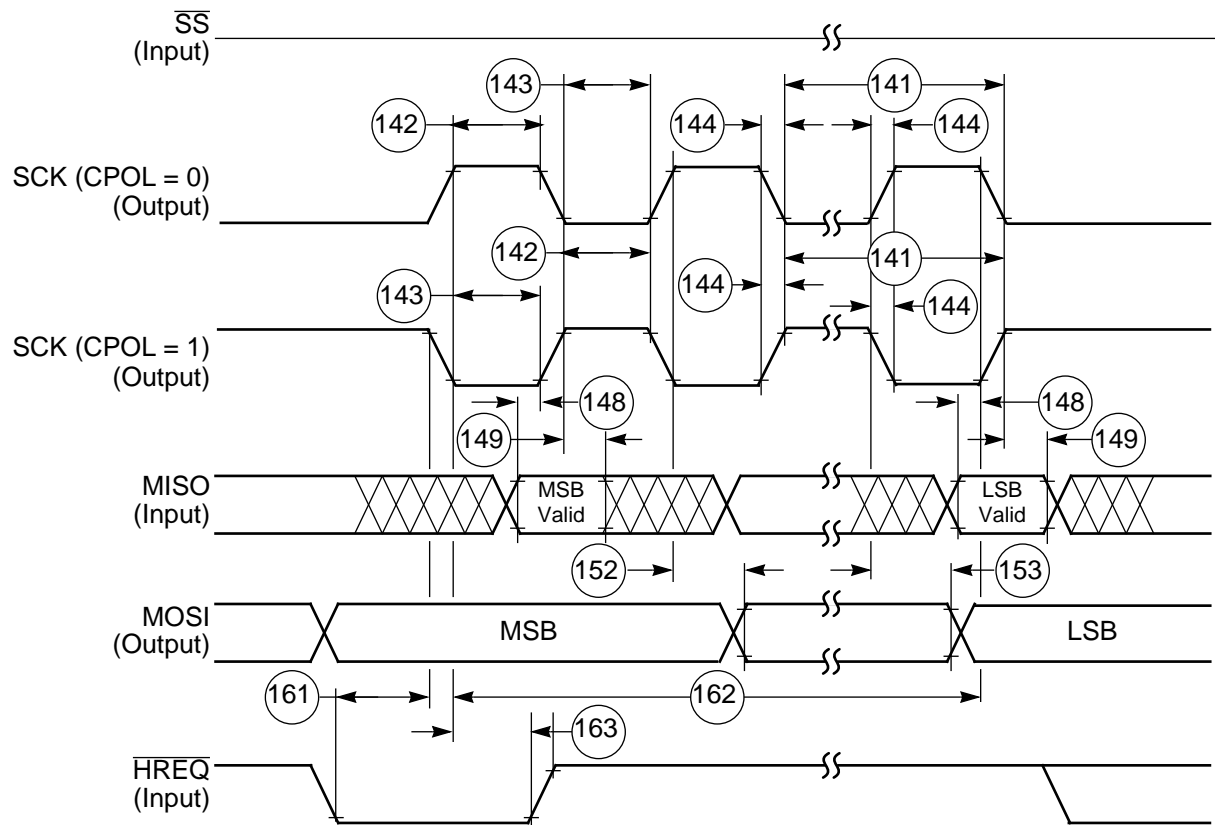 SS
(Input)
143
141
142
144
144
SCK (CPOL = 0)
(Output)
142
141
143
144
144
SCK (CPOL = 1)
(Output)
148
148
149
149
MISO
(Input)
MSB
Valid
LSB
Valid
152
153
MOSI
(Output)
MSB
LSB
161
162
163
HREQ
(Input)